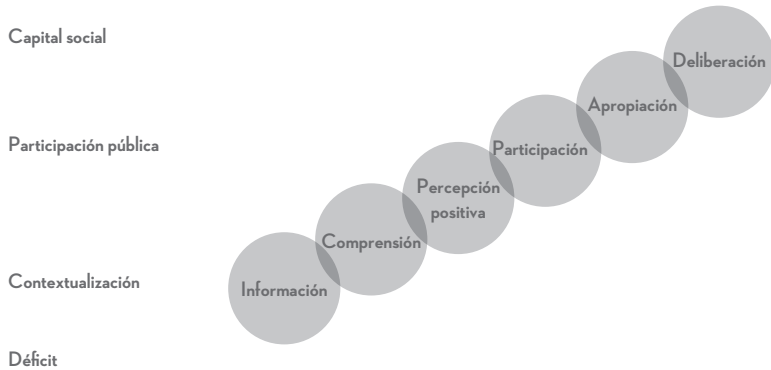 Capital social
Deliberación
Apropiación
Participación pública
Participación
Percepción
positiva
Comprensión
Contextualización
Información
Déficit